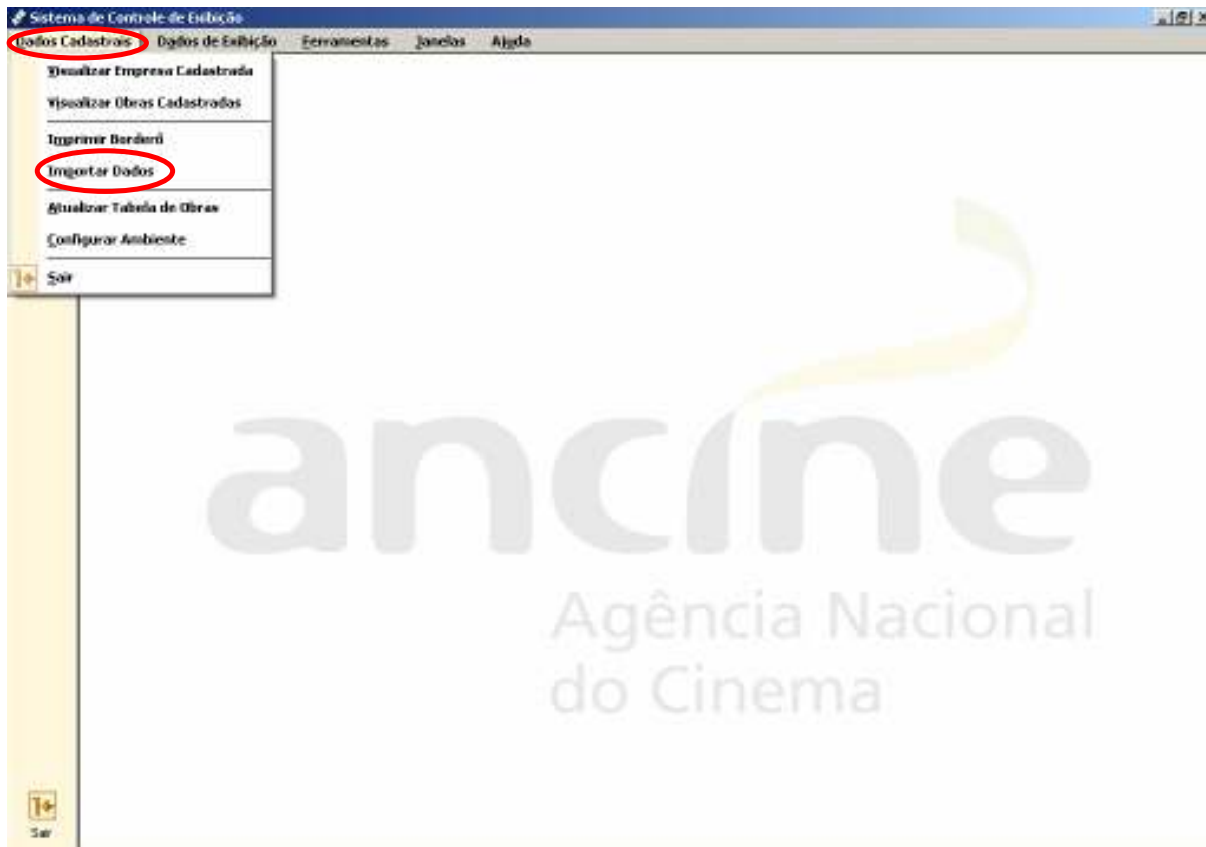 Sistema de Controle de Exibição
Dados Cadastrais Dados de Exibição Ferramentas Janelas Ajuda
Visualizar Empresa Cadastrada
Visualizar Obras Cadastradas
Imprimir Borderô
Importar Dados
Atualizar Tabela de Obras
Configurar Ambiente
Sair
ancine
Agência Nacional
do Cinema
Sair